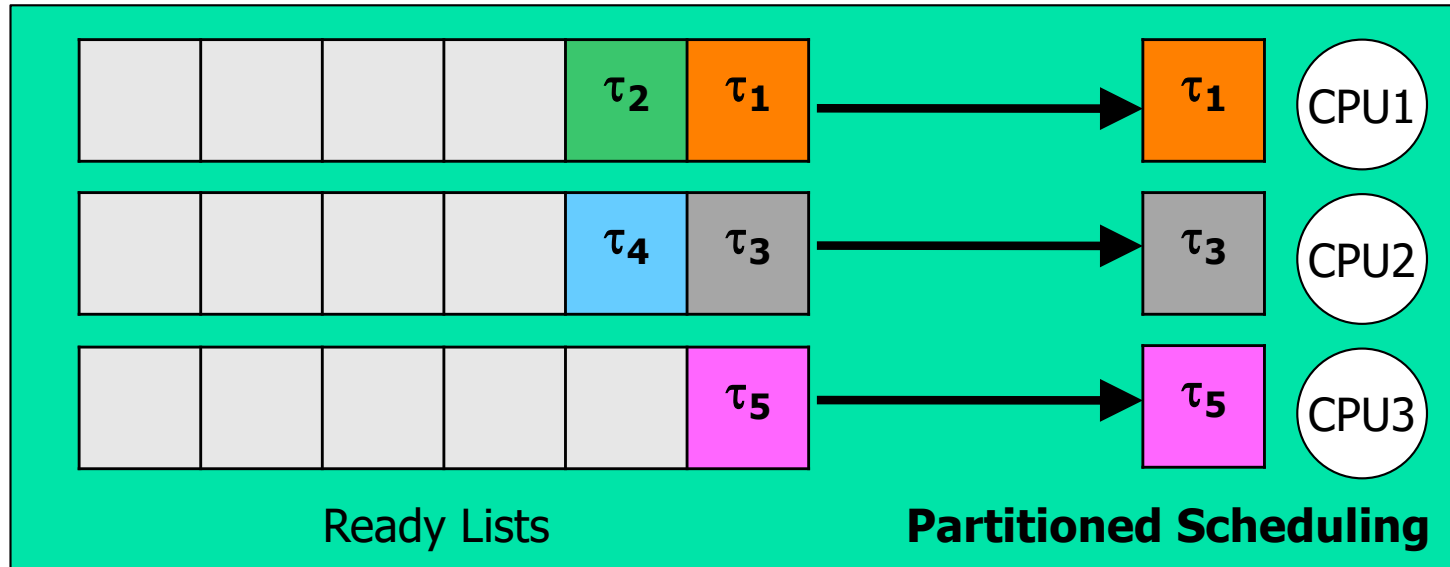 τ2 τ1 τ1 CPU1
τ4 τ3 τ3 CPU2
τ5 τ5 CPU3
Ready Lists Partitioned Scheduling